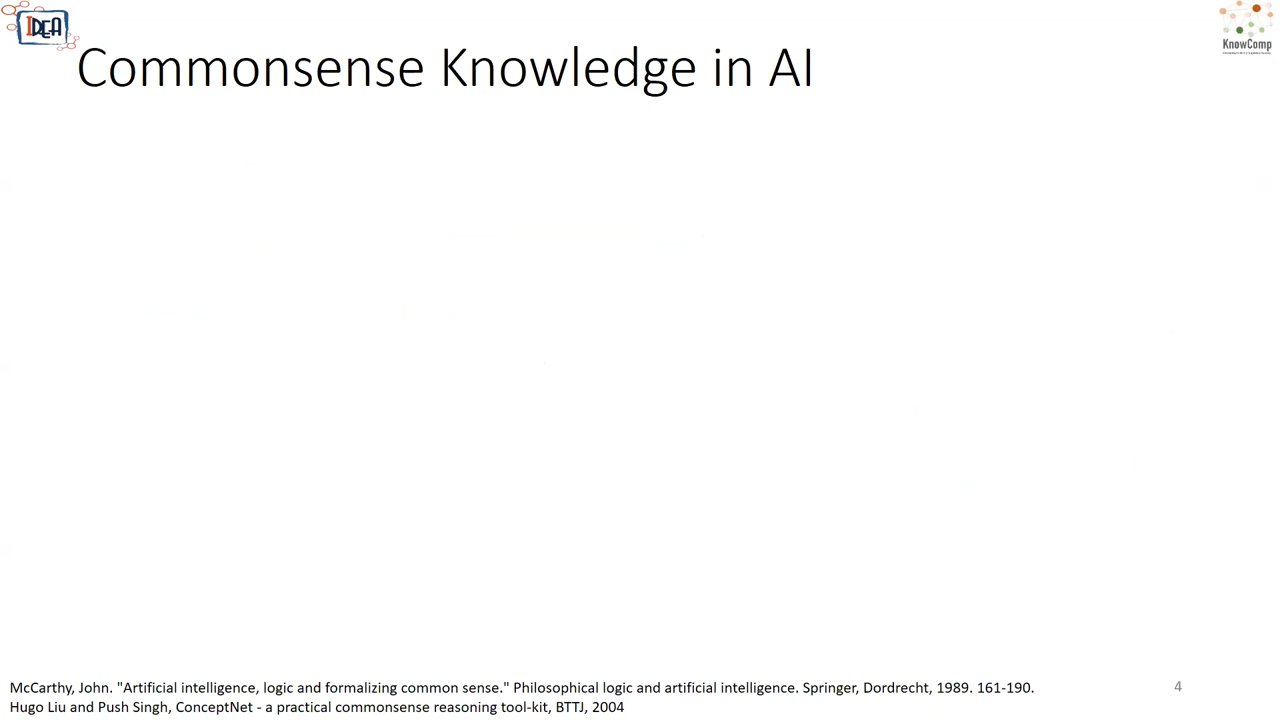 IDEA
KnowComp
Commonsense Knowledge in AI
McCarthy, John. "Artificial intelligence, logic and formalizing common sense." Philosophical logic and artificial intelligence. Springer, Dordrecht, 1989. 161-190.
Hugo Liu and Push Singh, ConceptNet - a practical commonsense reasoning tool-kit, BTTJ, 2004
4